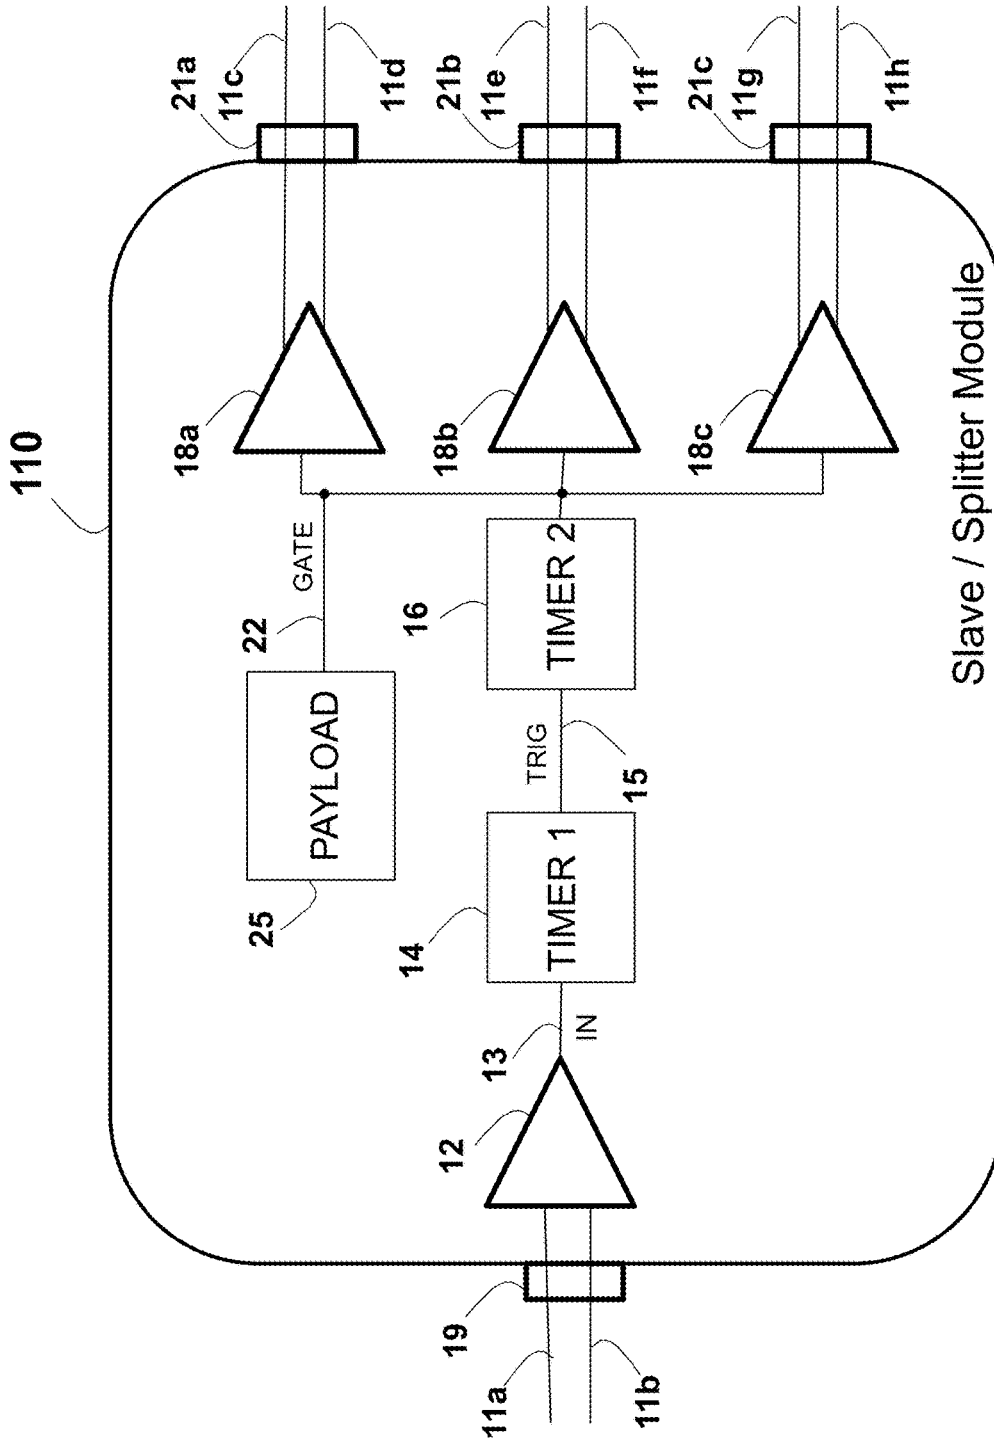 110
21a
11c
11d
21b
11e
11f
21c
11g
11h
18a
18b
18c
GATE
22
PAYLOAD
25
TIMER 2
16
TRIG
15
TIMER 1
14
IN
13
12
19
11a
11b
Slave / Splitter Module